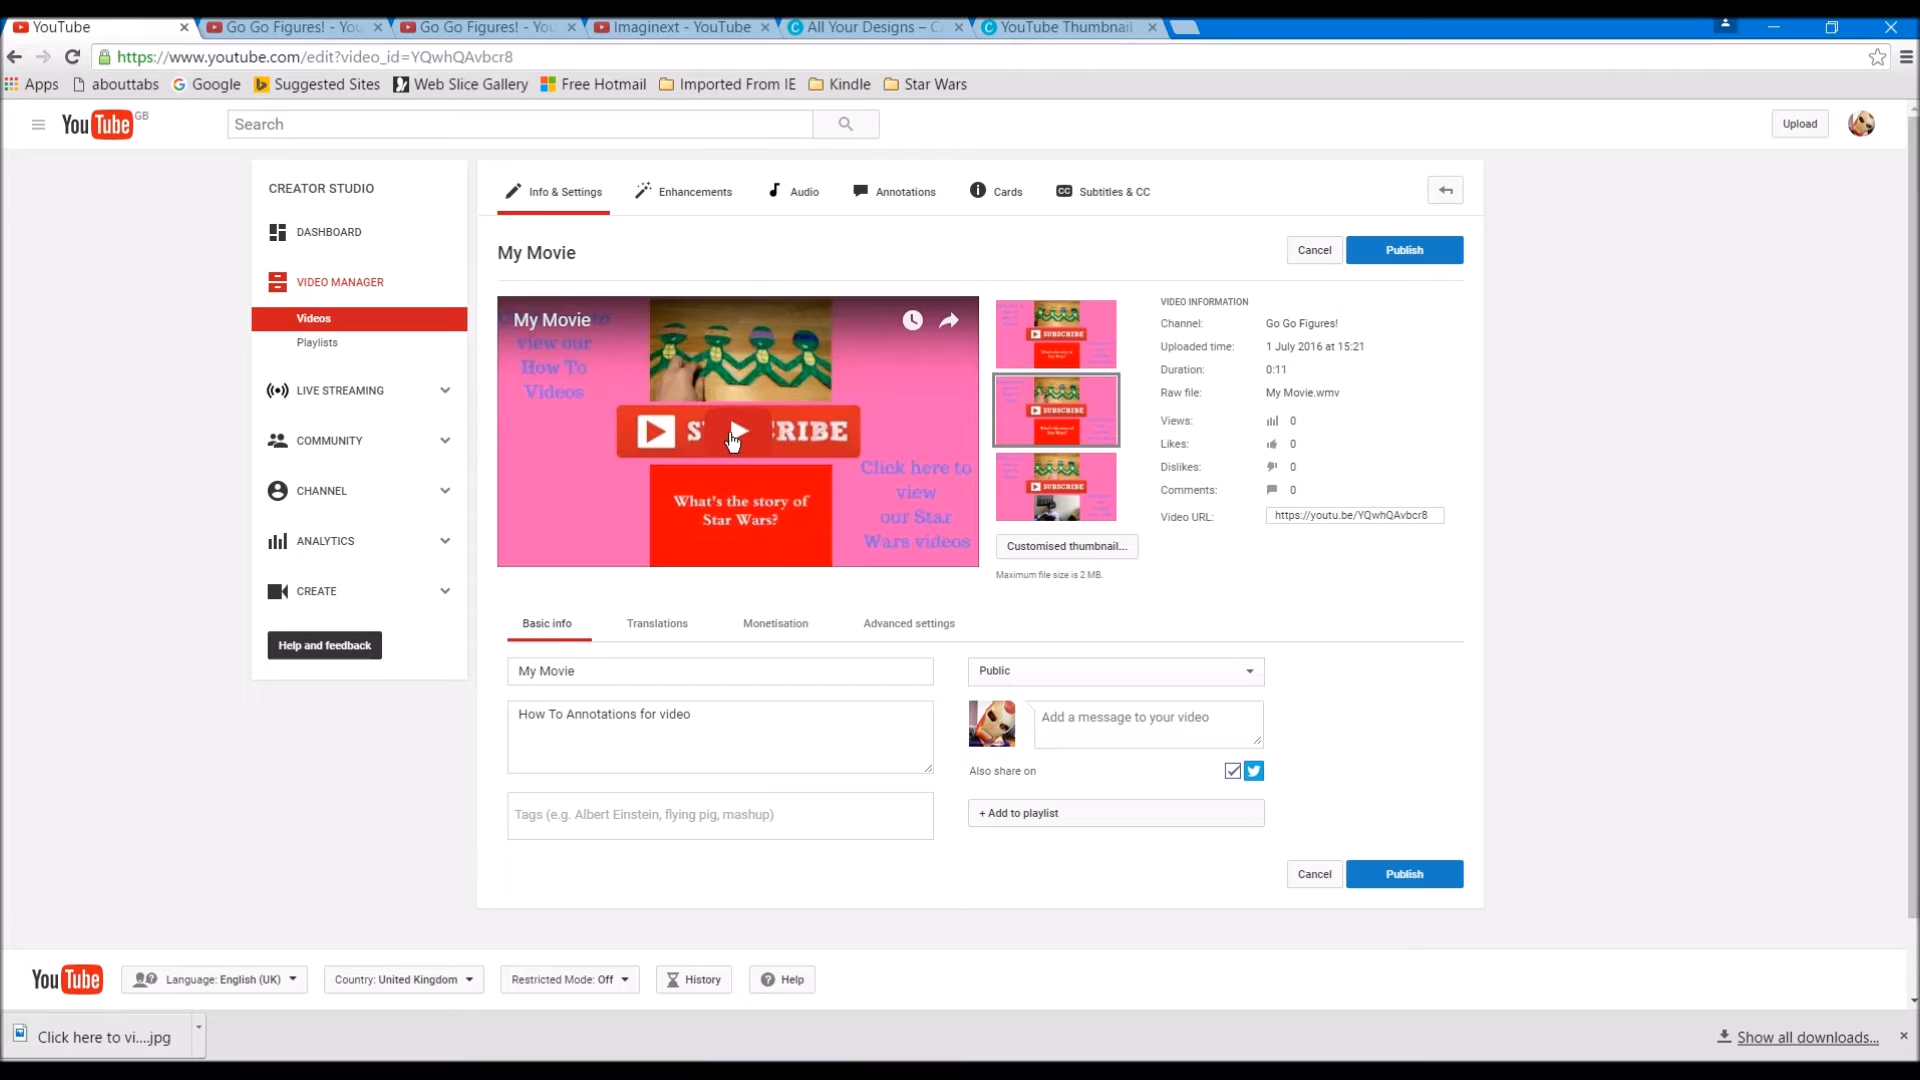 YouTube
Go Go Figures! - You
Go Go Figures! - You
Imaginext - YouTube
All Your Designs – Ca
YouTube Thumbnail
https://www.youtube.com/edit?video_id=YQwhQAvbcr8
Apps
abouttabs
Google
Suggested Sites
Web Slice Gallery
Free Hotmail
Imported From IE
Kindle
Star Wars
YouTube GB
Search
Upload
CREATOR STUDIO
DASHBOARD
VIDEO MANAGER
Videos
Playlists
LIVE STREAMING
COMMUNITY
CHANNEL
ANALYTICS
CREATE
Help and feedback
Info & Settings
Enhancements
Audio
Annotations
Cards
CC Subtitles & CC
My Movie
Cancel
Publish
My Movie
view our
How To
Videos
What's the story of
Star Wars?
Click here to
view
our Star
Wars videos
SUBSCRIBE
SUBSCRIBE
SUBSCRIBE
Customised thumbnail...
Maximum file size is 2 MB.
VIDEO INFORMATION
Channel: Go Go Figures!
Uploaded time: 1 July 2016 at 15:21
Duration: 0:11
Raw file: My Movie.wmv
Views: 0
Likes: 0
Dislikes: 0
Comments: 0
Video URL: https://youtu.be/YQwhQAvbcr8
Basic info
Translations
Monetisation
Advanced settings
My Movie
How To Annotations for video
Tags (e.g. Albert Einstein, flying pig, mashup)
Public
Add a message to your video
Also share on
+ Add to playlist
Cancel
Publish
YouTube
Language: English (UK)
Country: United Kingdom
Restricted Mode: Off
History
Help
Click here to vi....jpg
Show all downloads...